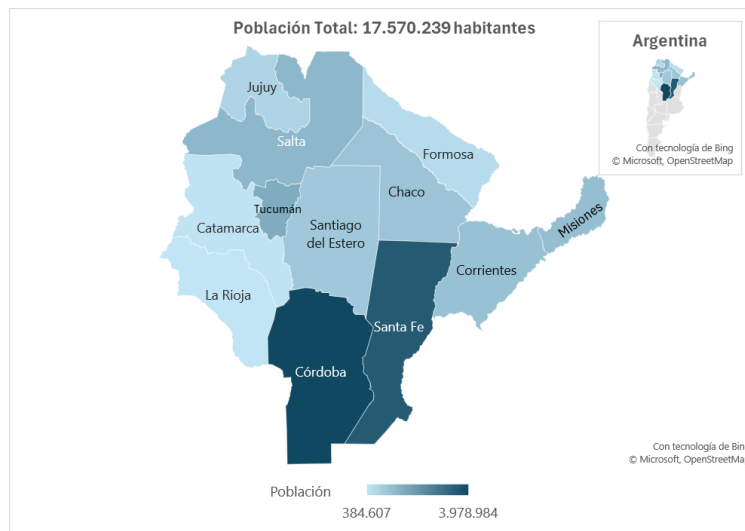 Población Total: 17.570.239 habitantes
Argentina
Con tecnología de Bing
© Microsoft, OpenStreetMap
Jujuy
Salta
Formosa
Chaco
Tucumán
Misiones
Catamarca
Santiago
del Estero
Corrientes
La Rioja
Santa Fe
Córdoba
Con tecnología de Bin
© Microsoft, OpenStreetMa
Población
384.607
3.978.984